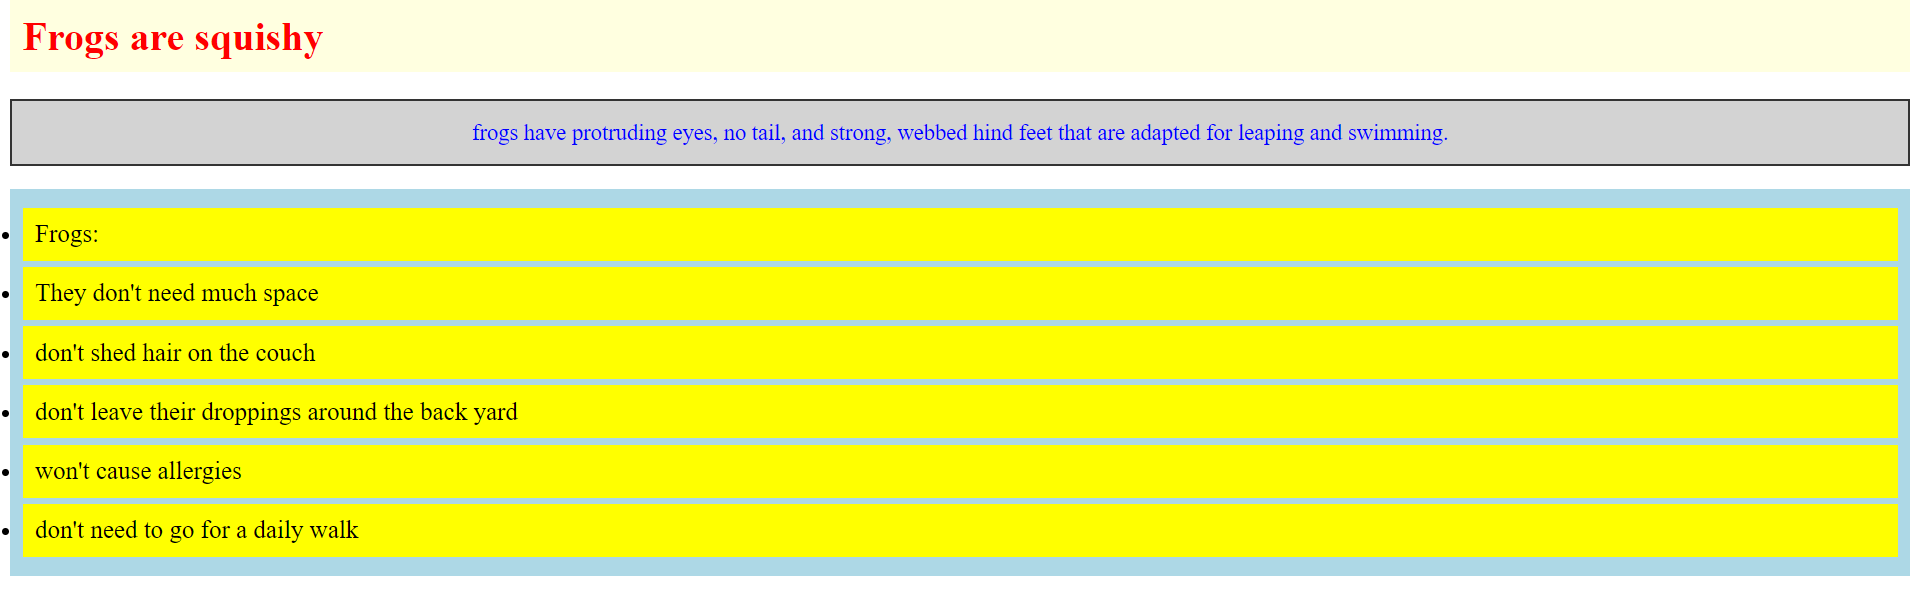 Frogs are squishy
frogs have protruding eyes, no tail, and strong, webbed hind feet that are adapted for leaping and swimming.
Frogs:
They don't need much space
don't shed hair on the couch
don't leave their droppings around the back yard
won't cause allergies
don't need to go for a daily walk